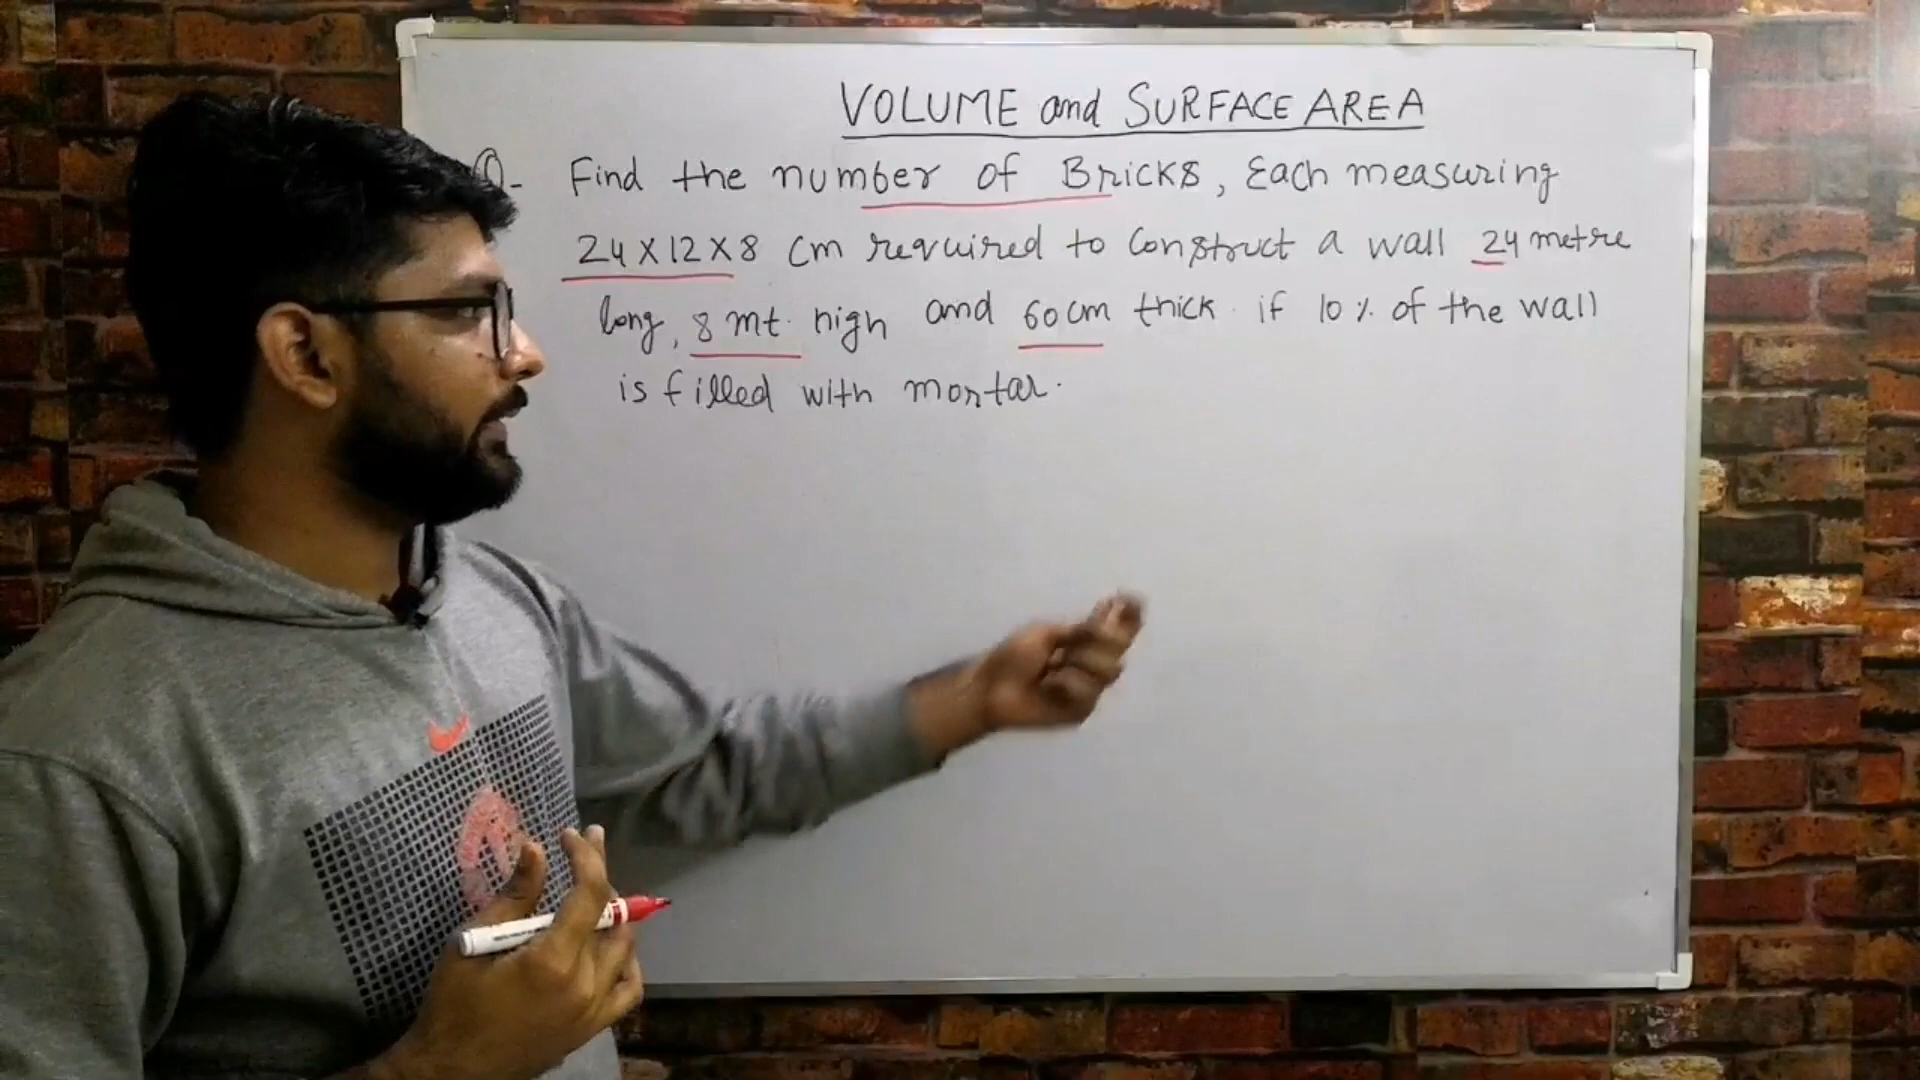 VOLUME and SURFACE AREA
Q- Find the number of Bricks, Each measuring
24 X 12 X 8 cm required to Construct a wall 24 metre
long, 8 mt. high and 60 cm thick. if 10% of the wall
is filled with mortar.